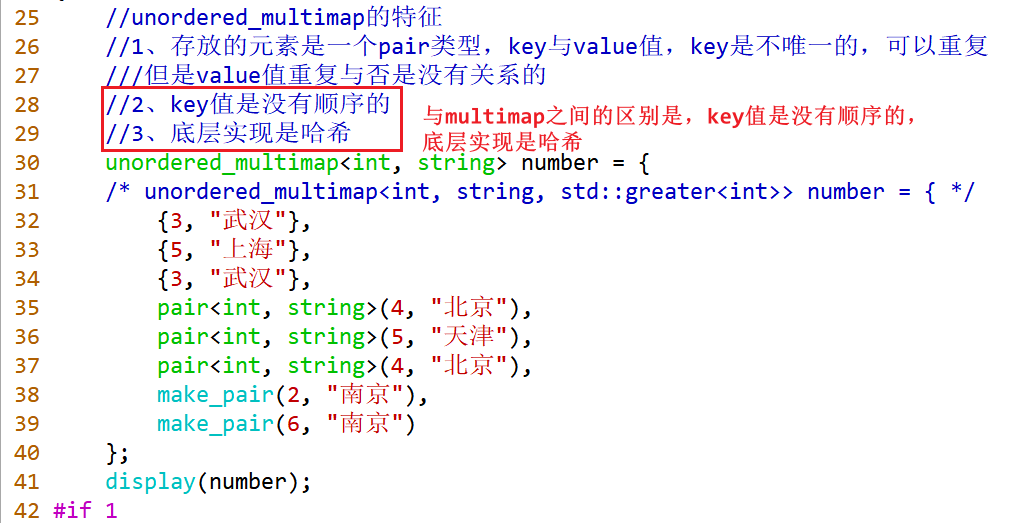 25 //unordered_multimap的特征
26 //1、存放的元素是一个pair类型，key与value值，key是不唯一的，可以重复
27 ///但是value值重复与否是没有关系的
28 //2、key值是没有顺序的
29 //3、底层实现是哈希
与multimap之间的区别是，key值是没有顺序的，
底层实现是哈希
30 unordered_multimap<int, string> number = {
31 /* unordered_multimap<int, string, std::greater<int>> number = { */
32 {3, "武汉"},
33 {5, "上海"},
34 {3, "武汉"},
35 pair<int, string>(4, "北京"),
36 pair<int, string>(5, "天津"),
37 pair<int, string>(4, "北京"),
38 make_pair(2, "南京"),
39 make_pair(6, "南京")
40 };
41 display(number);
42 #if 1